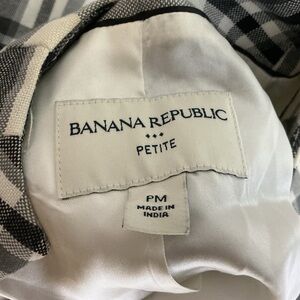 BANANA REPUBLIC
PETITE
PM
MADE IN
INDIA